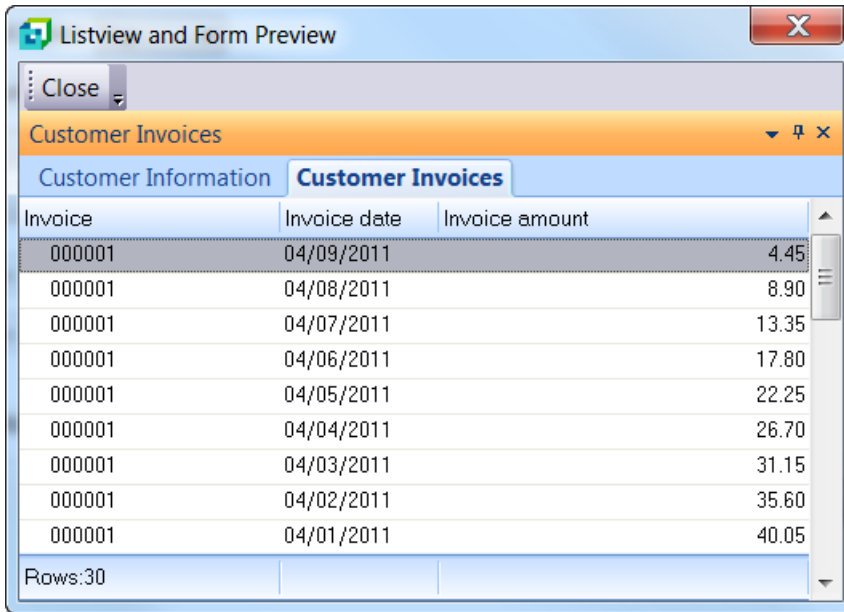 Listview and Form Preview
Close
Customer Invoices
Customer Information Customer Invoices
Invoice Invoice date Invoice amount
000001 04/09/2011 4.45
000001 04/08/2011 8.90
000001 04/07/2011 13.35
000001 04/06/2011 17.80
000001 04/05/2011 22.25
000001 04/04/2011 26.70
000001 04/03/2011 31.15
000001 04/02/2011 35.60
000001 04/01/2011 40.05
Rows:30